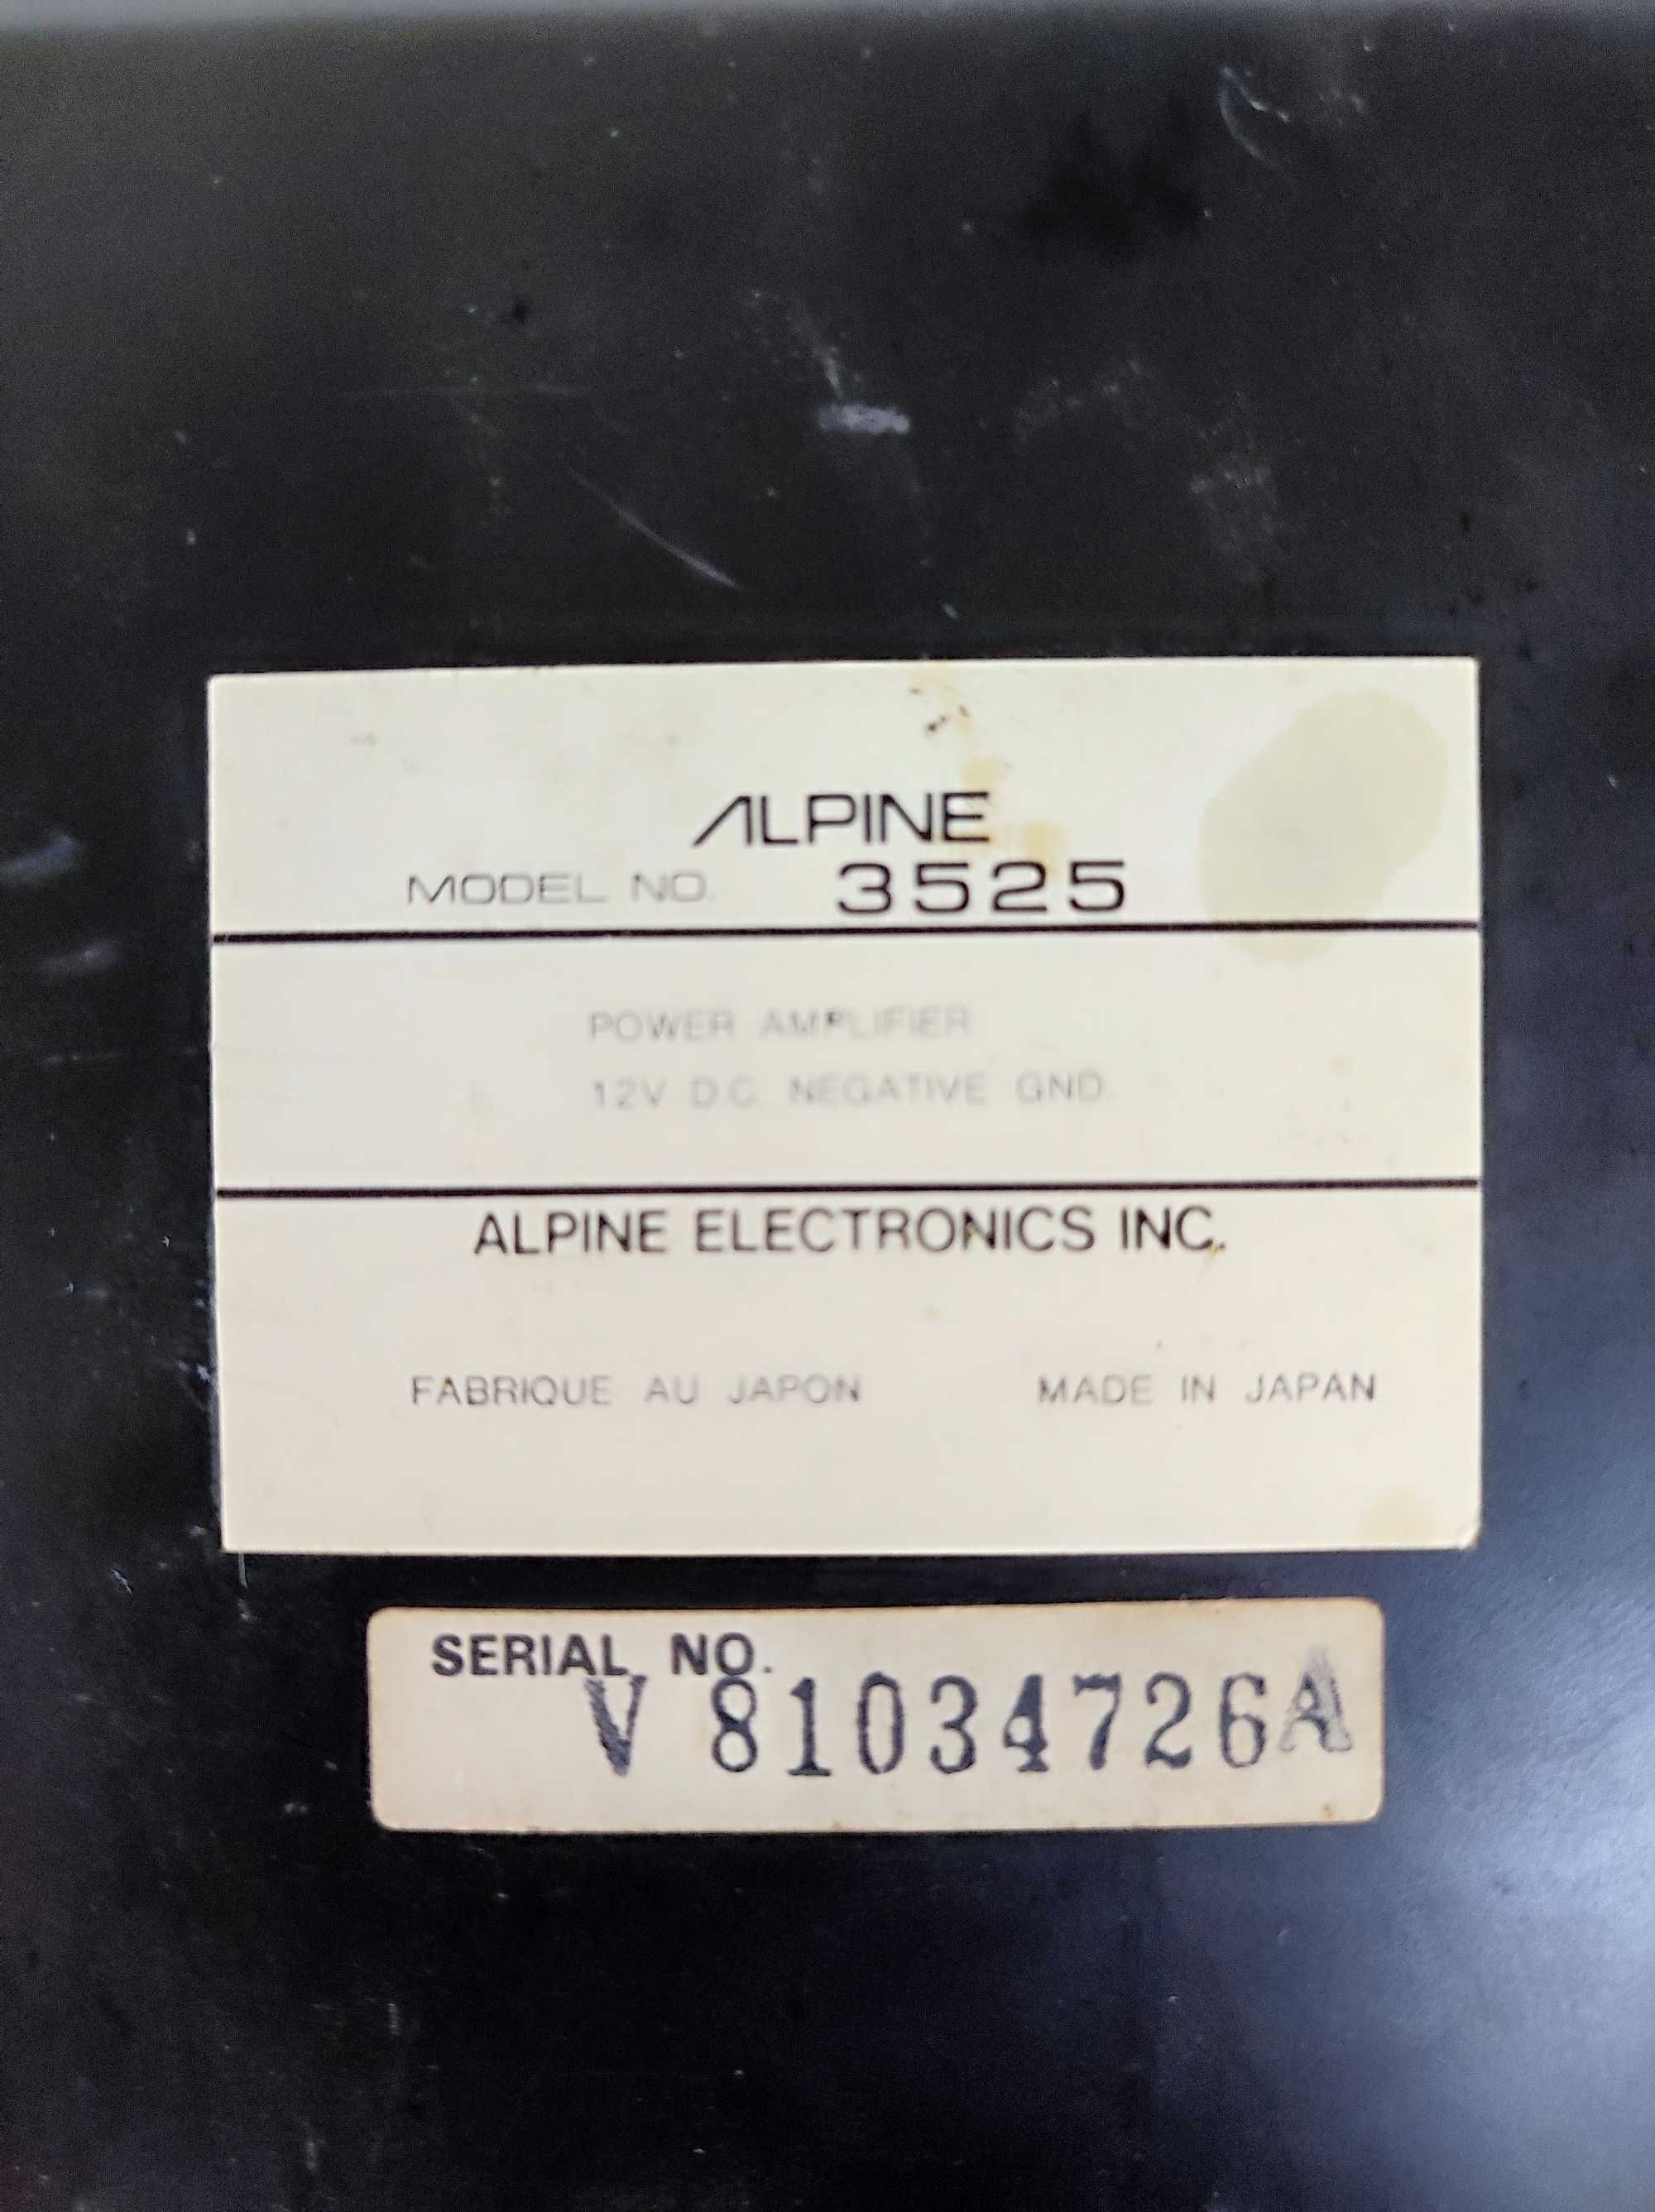 ALPINE
MODEL NO. 3525
POWER AMPLIFIER
12V D.C. NEGATIVE GND.
ALPINE ELECTRONICS INC.
FABRIQUE AU JAPON MADE IN JAPAN
SERIAL NO.
V 81034726A